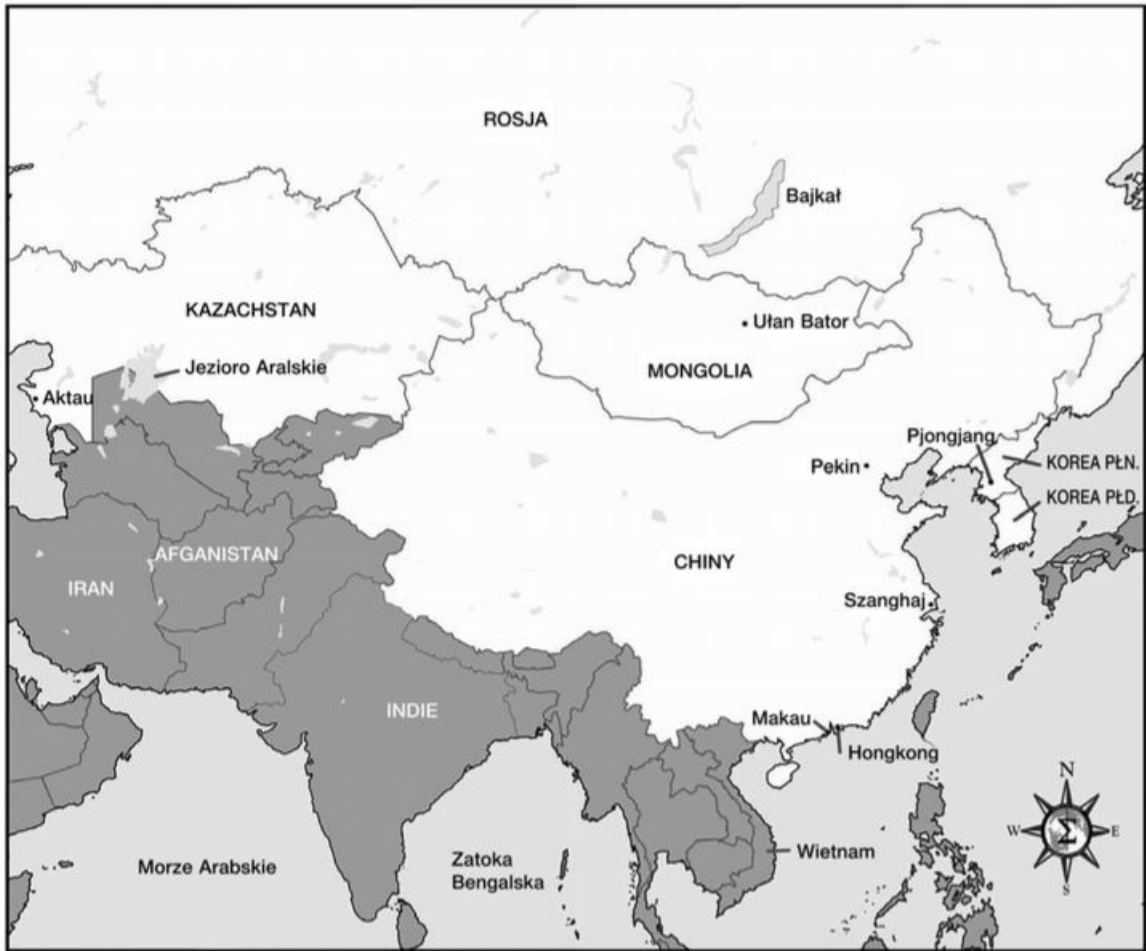 ROSJA
Bajkał
KAZACHSTAN
Ułan Bator
Jezioro Aralskie
MONGOLIA
Aktau
Pjongjang
Pekin
KOREA PŁN.
KOREA PŁD.
AFGANISTAN
CHINY
IRAN
Szanghaj
INDIE
Makau
Hongkong
N
W
Σ
E
S
Wietnam
Morze Arabskie
Zatoka
Bengalska